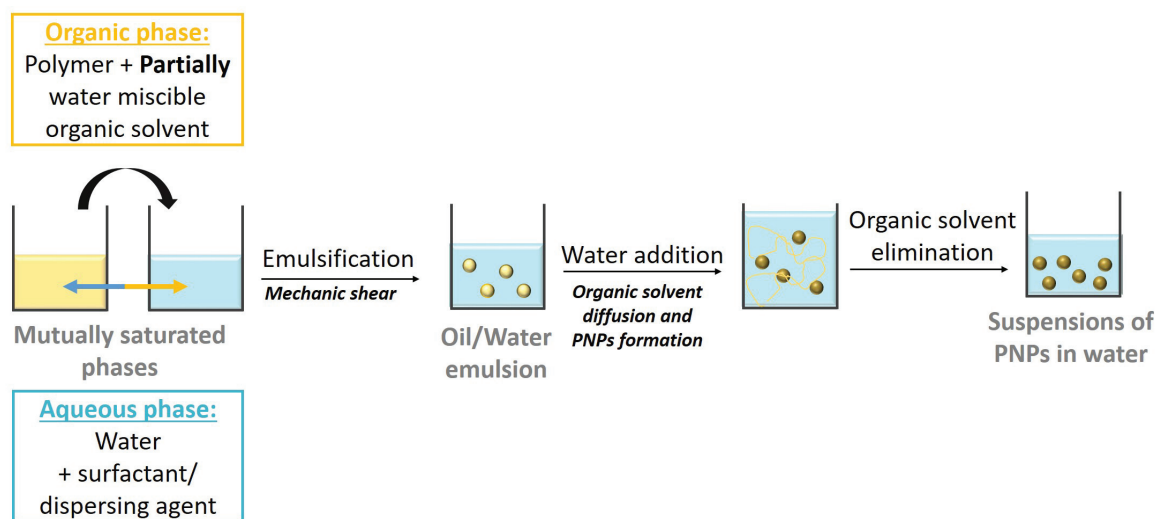 Organic phase:
Polymer + Partially
water miscible
organic solvent
Mutually saturated
phases
Aqueous phase:
Water
+ surfactant/
dispersing agent
Emulsification
Mechanic shear
Oil/Water
emulsion
Water addition
Organic solvent
diffusion and
PNPs formation
Organic solvent
elimination
Suspensions of
PNPs in water